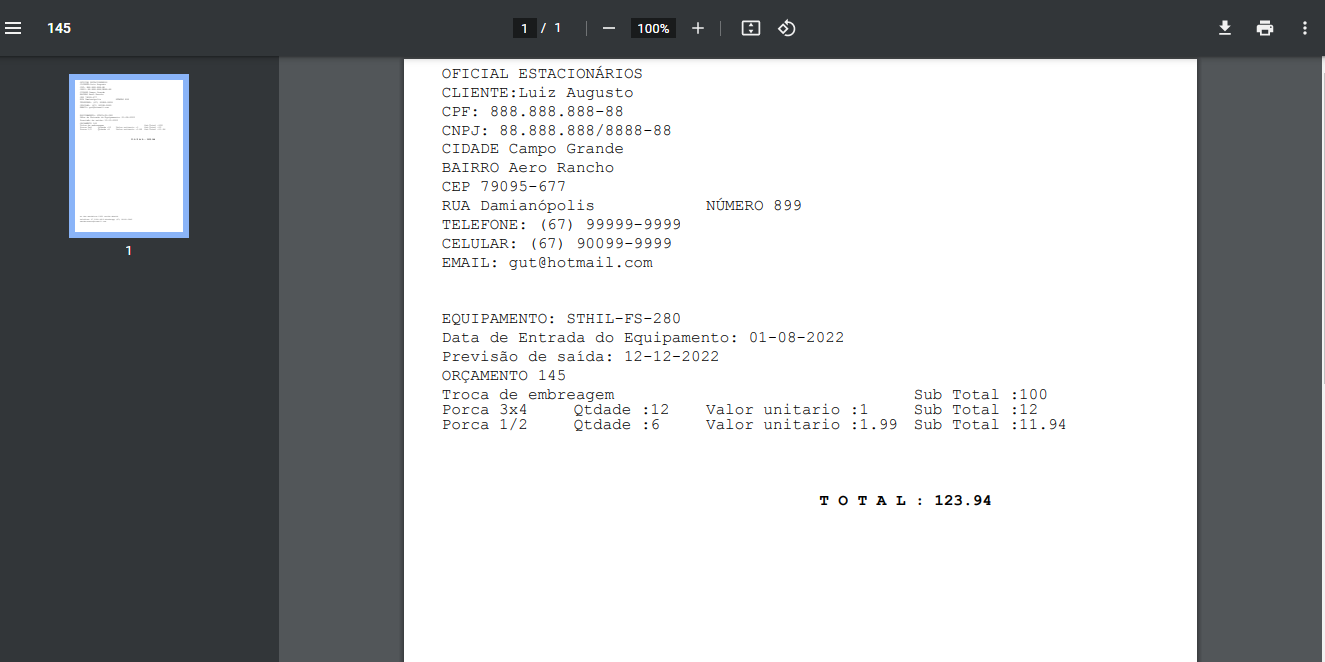 145
1 / 1
100%
1
OFICIAL ESTACIONÁRIOS
CLIENTE:Luiz Augusto
CPF: 888.888.888-88
CNPJ: 88.888.888/8888-88
CIDADE Campo Grande
BAIRRO Aero Rancho
CEP 79095-677
RUA Damianópolis NÚMERO 899
TELEFONE: (67) 99999-9999
CELULAR: (67) 90099-9999
EMAIL: gut@hotmail.com
EQUIPAMENTO: STHIL-FS-280
Data de Entrada do Equipamento: 01-08-2022
Previsão de saída: 12-12-2022
ORÇAMENTO 145
Troca de embreagem Sub Total :100
Porca 3x4 Qtdade :12 Valor unitario :1 Sub Total :12
Porca 1/2 Qtdade :6 Valor unitario :1.99 Sub Total :11.94
T O T A L : 123.94